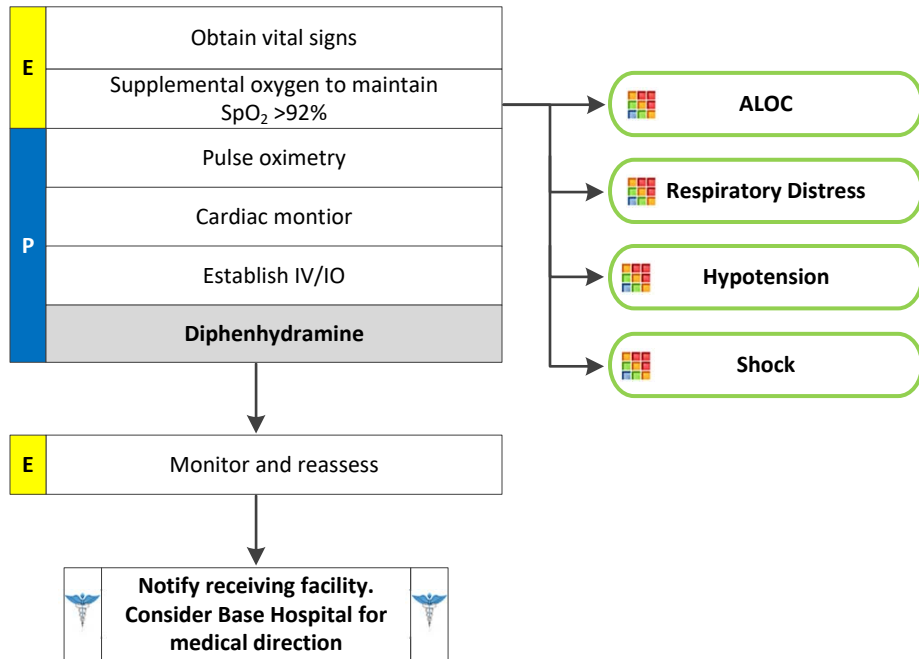 E
Obtain vital signs
Supplemental oxygen to maintain
SpO₂ >92%
P
Pulse oximetry
Cardiac montior
Establish IV/IO
Diphenhydramine
ALOC
Respiratory Distress
Hypotension
Shock
E
Monitor and reassess
Notify receiving facility.
Consider Base Hospital for
medical direction